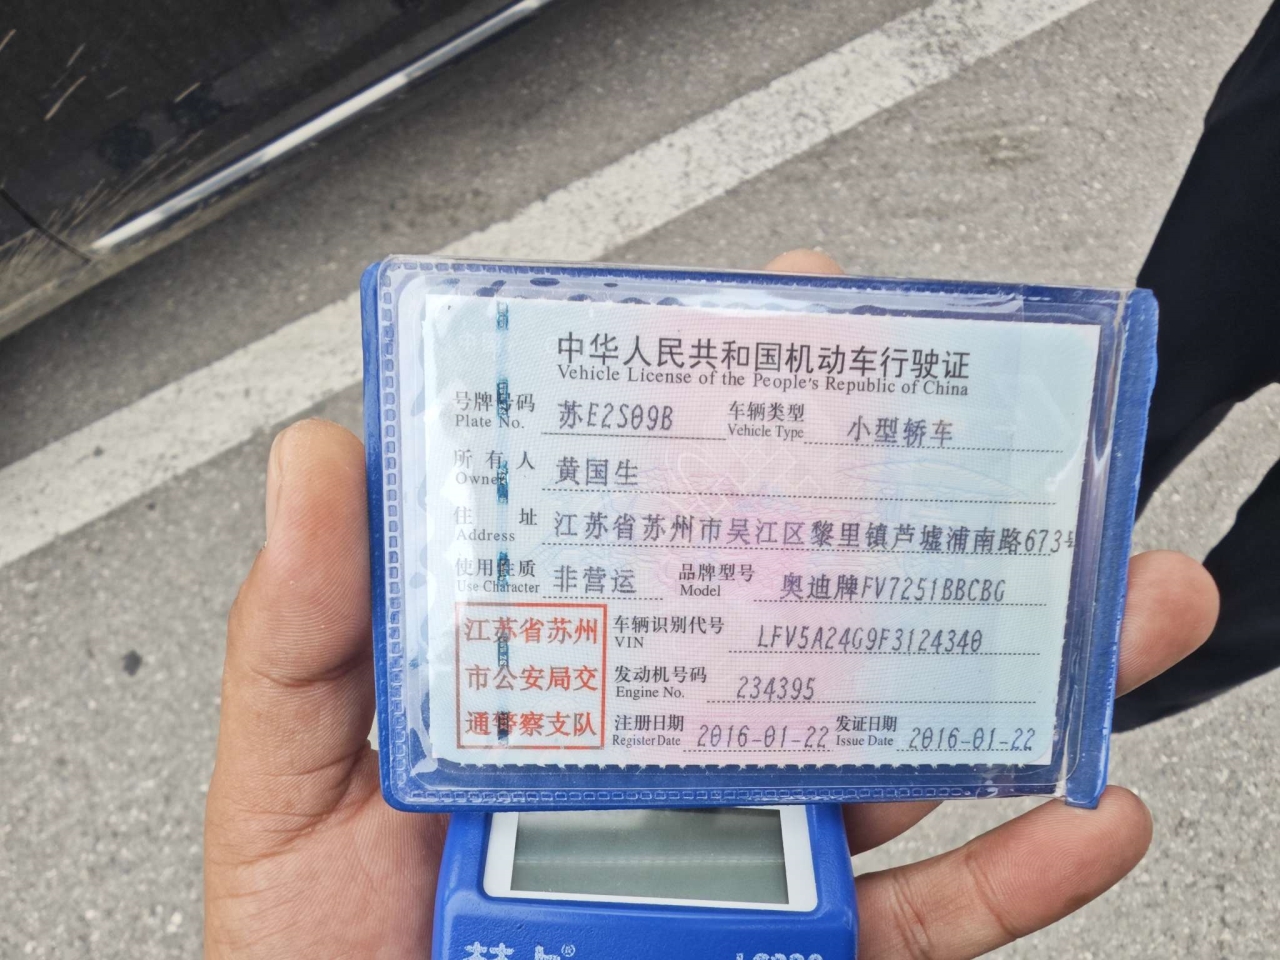 中华人民共和国机动车行驶证
Vehicle License of the People's Republic of China
号牌号码 苏E2S09B 车辆类型 小型轿车
Plate No. Vehicle Type
所有人 黄国生
Owner
住址 江苏省苏州市吴江区黎里镇芦墟浦南路673号
Address
使用性质 非营运 品牌型号 奥迪牌FV7251BBCBG
Use Character Model
江苏省苏州 车辆识别代号 LFV5A24G9F3124340
VIN
市公安局交 发动机号码 234395
Engine No.
通警察支队 注册日期 2016-01-22 发证日期 2016-01-22
Register Date Issue Date